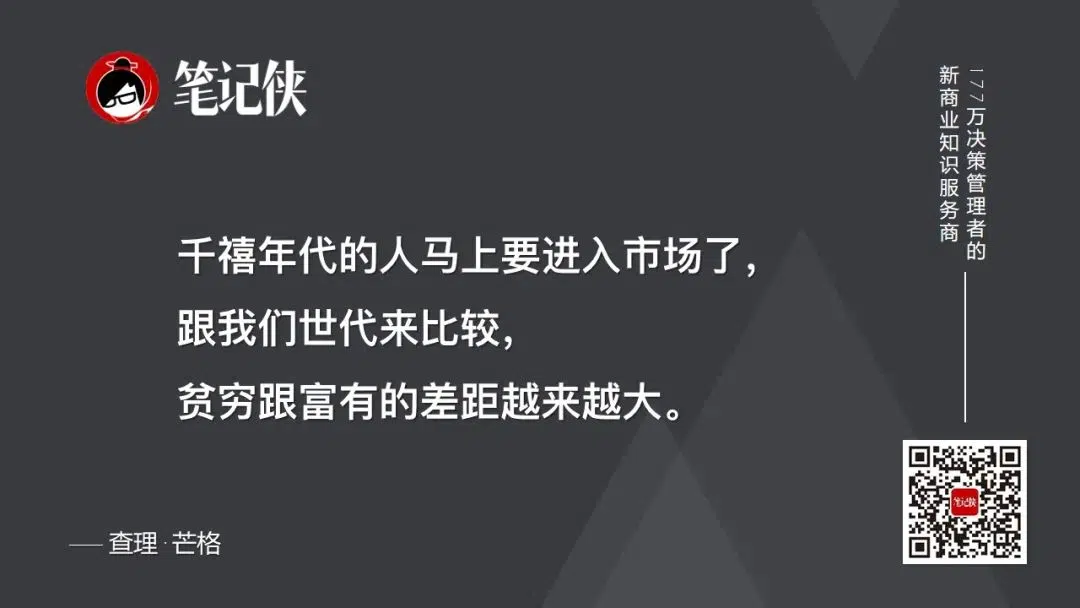 笔记侠
177万决策管理者的
新商业知识服务商
千禧年代的人马上要进入市场了，
跟我们世代来比较，
贫穷跟富有的差距越来越大。
—— 查理·芒格
笔记侠